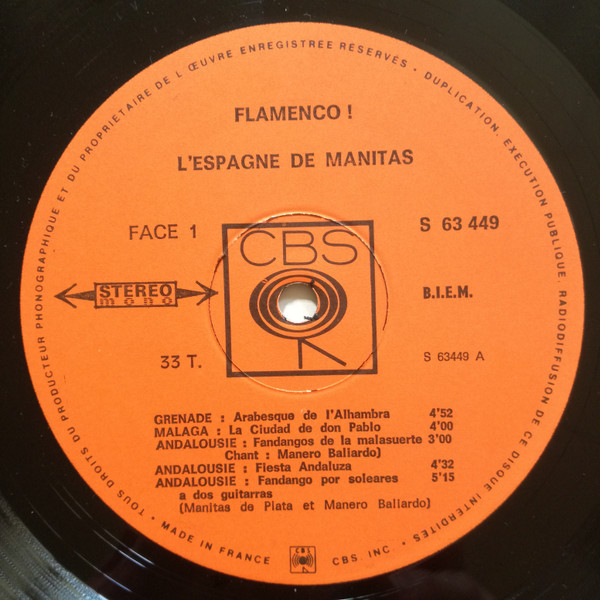 TOUS DROITS DU PRODUCTEUR PHONOGRAPHIQUE ET DU PROPRIETAIRE DE L'ŒUVRE ENREGISTREE RESERVÉS • DUPLICATION, EXECUTION PUBLIQUE, RADIODIFFUSION DE CE DISQUE INTERDITES •
FLAMENCO !
L'ESPAGNE DE MANITAS
FACE 1
CBS
S 63 449
STEREO
mono
B.I.E.M.
33 T.
S 63449 A
GRENADE : Arabesque de l'Alhambra 4'52
MALAGA : La Ciudad de don Pablo 4'00
ANDALOUSIE : Fandangos de la malasuerte 3'00
Chant : Manero Baliardo)
ANDALOUSIE : Fiesta Andaluza 4'32
ANDALOUSIE : Fandango por soleares 5'15
a dos guitarras
(Manitas de Plata et Manero Baliardo)
• MADE IN FRANCE
CBS
CBS INC. •